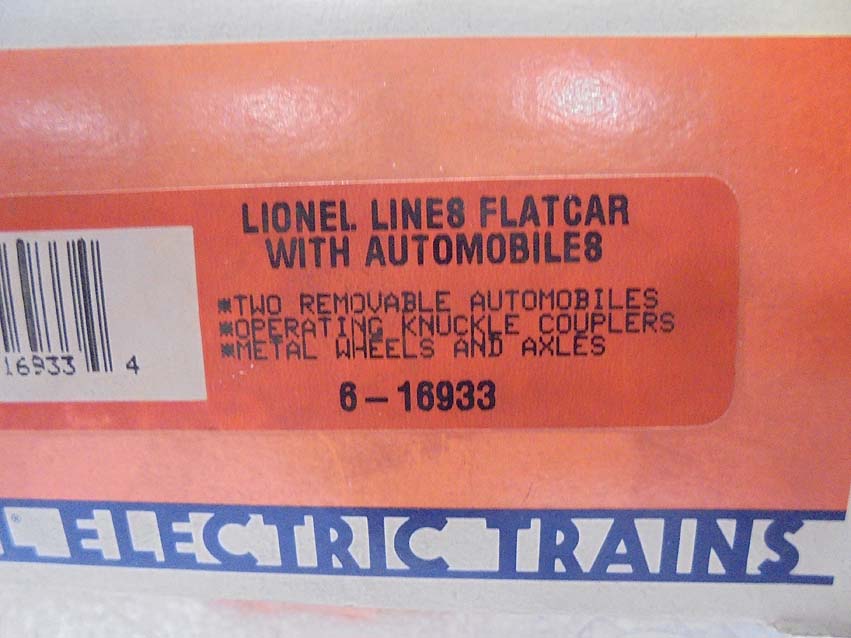 LIONEL LINES FLATCAR
WITH AUTOMOBILES
*TWO REMOVABLE AUTOMOBILES
*OPERATING KNUCKLE COUPLERS
*METAL WHEELS AND AXLES
6-16933
16933 4
L ELECTRIC TRAINS